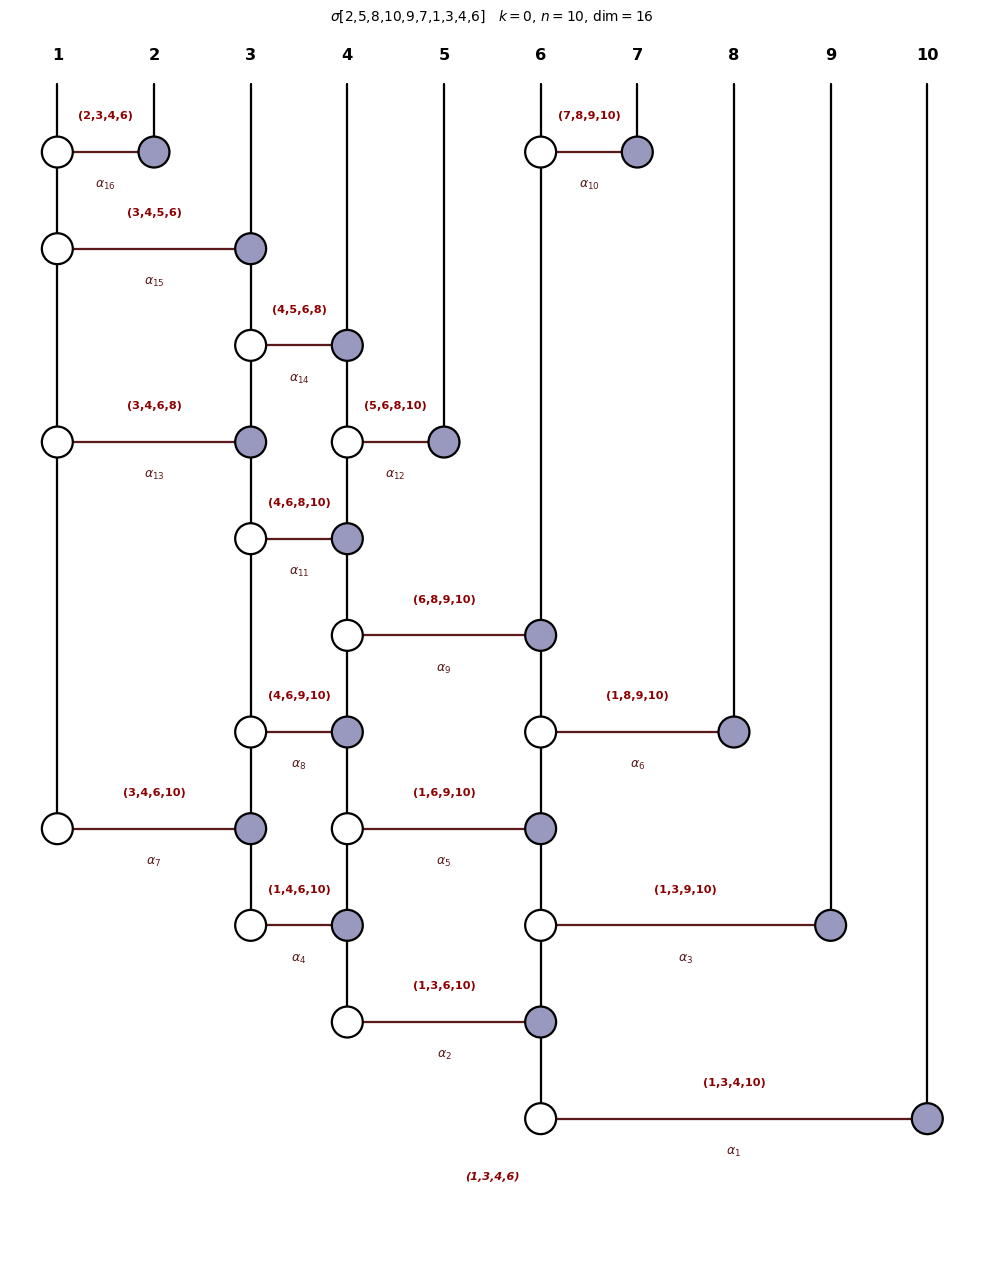 σ[2,5,8,10,9,7,1,3,4,6] k=0, n=10, dim=16
1 2 3 4 5 6 7 8 9 10
(2,3,4,6) (7,8,9,10)
α₁₆ α₁₀
(3,4,5,6)
α₁₅
(4,5,6,8)
α₁₄
(3,4,6,8) (5,6,8,10)
α₁₃ α₁₂
(4,6,8,10)
α₁₁
(6,8,9,10)
α₉
(4,6,9,10) (1,8,9,10)
α₈ α₆
(3,4,6,10) (1,6,9,10)
α₇ α₅
(1,4,6,10) (1,3,9,10)
α₄ α₃
(1,3,6,10)
α₂
(1,3,4,10)
α₁
(1,3,4,6)